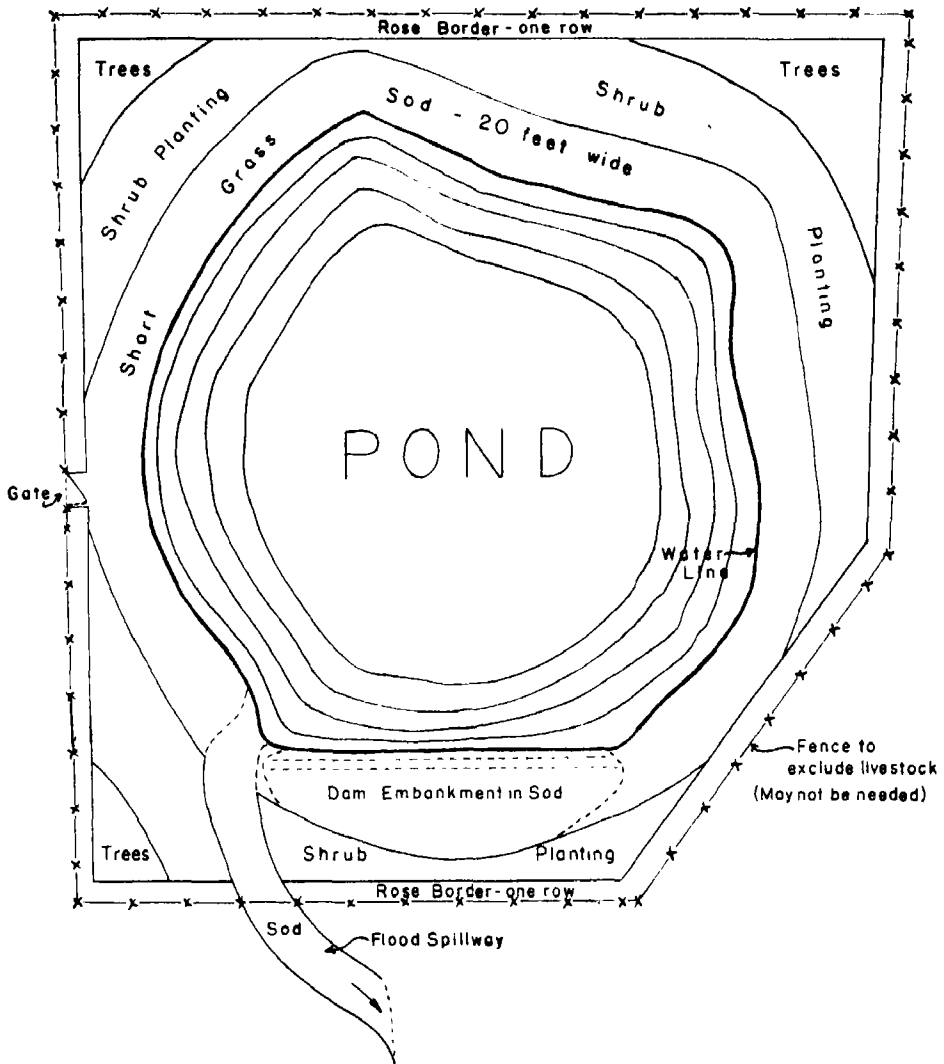 Rose Border - one row
Trees
Trees
Shrub Planting
Shrub
Planting
Short Grass Sod - 20 feet wide
POND
Gate
Water
Line
Fence to
exclude livestock
(May not be needed)
Dam Embankment in Sod
Trees
Shrub Planting
Rose Border - one row
Sod
Flood Spillway